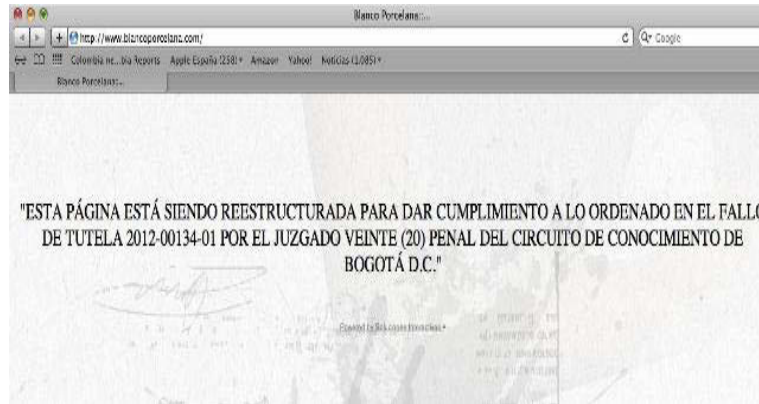 Blanco Porcelana::...
http://www.blancoporcelana.com/
Google
Colombia ne...bia Reports Apple España (258) Amazon Yahoo! Noticias (1.085)
Blanco Porcelana::...
"ESTA PÁGINA ESTÁ SIENDO REESTRUCTURADA PARA DAR CUMPLIMIENTO A LO ORDENADO EN EL FALLO
DE TUTELA 2012-00134-01 POR EL JUZGADO VEINTE (20) PENAL DEL CIRCUITO DE CONOCIMIENTO DE
BOGOTÁ D.C."
Powered by